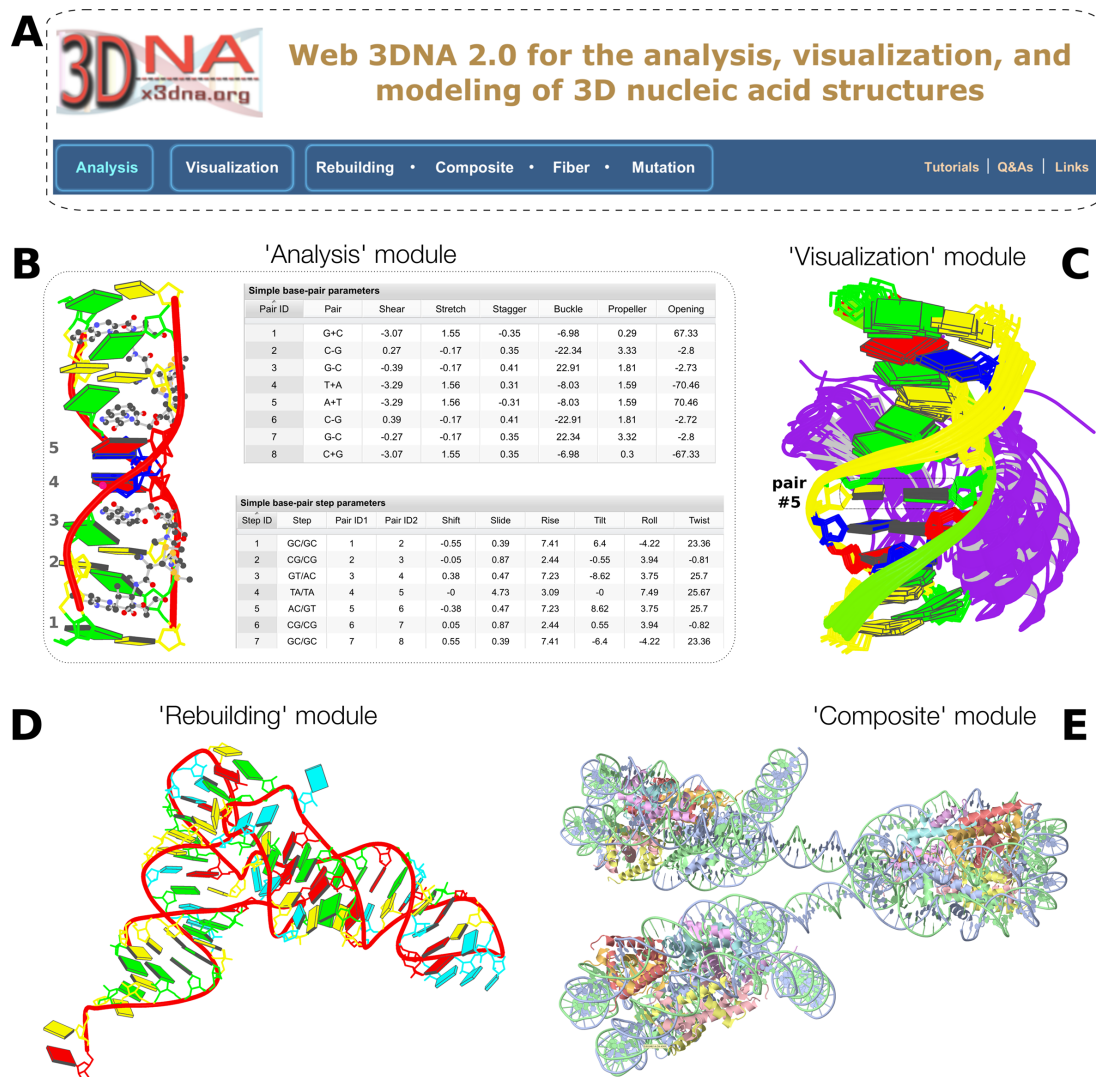 A
3DNA
x3dna.org
Web 3DNA 2.0 for the analysis, visualization, and
modeling of 3D nucleic acid structures
Analysis Visualization Rebuilding • Composite • Fiber • Mutation Tutorials | Q&As | Links
B 'Analysis' module
5
4
3
2
1
Simple base-pair parameters
Pair ID Pair Shear Stretch Stagger Buckle Propeller Opening
1 G+C -3.07 1.55 -0.35 -6.98 0.29 67.33
2 C-G 0.27 -0.17 0.35 -22.34 3.33 -2.8
3 G-C -0.39 -0.17 0.41 22.91 1.81 -2.73
4 T+A -3.29 1.56 0.31 -8.03 1.59 -70.46
5 A+T -3.29 1.56 -0.31 -8.03 1.59 70.46
6 C-G 0.39 -0.17 0.41 -22.91 1.81 -2.72
7 G-C -0.27 -0.17 0.35 22.34 3.32 -2.8
8 C+G -3.07 1.55 0.35 -6.98 0.3 -67.33
Simple base-pair step parameters
Step ID Step Pair ID1 Pair ID2 Shift Slide Rise Tilt Roll Twist
1 GC/GC 1 2 -0.55 0.39 7.41 6.4 -4.22 23.36
2 CG/CG 2 3 -0.05 0.87 2.44 -0.55 3.94 -0.81
3 GT/AC 3 4 0.38 0.47 7.23 -8.62 3.75 25.7
4 TA/TA 4 5 -0 4.73 3.09 -0 7.49 25.67
5 AC/GT 5 6 -0.38 0.47 7.23 8.62 3.75 25.7
6 CG/CG 6 7 0.05 0.87 2.44 0.55 3.94 -0.82
7 GC/GC 7 8 0.55 0.39 7.41 -6.4 -4.22 23.36
'Visualization' module C
pair
#5
D 'Rebuilding' module
'Composite' module E